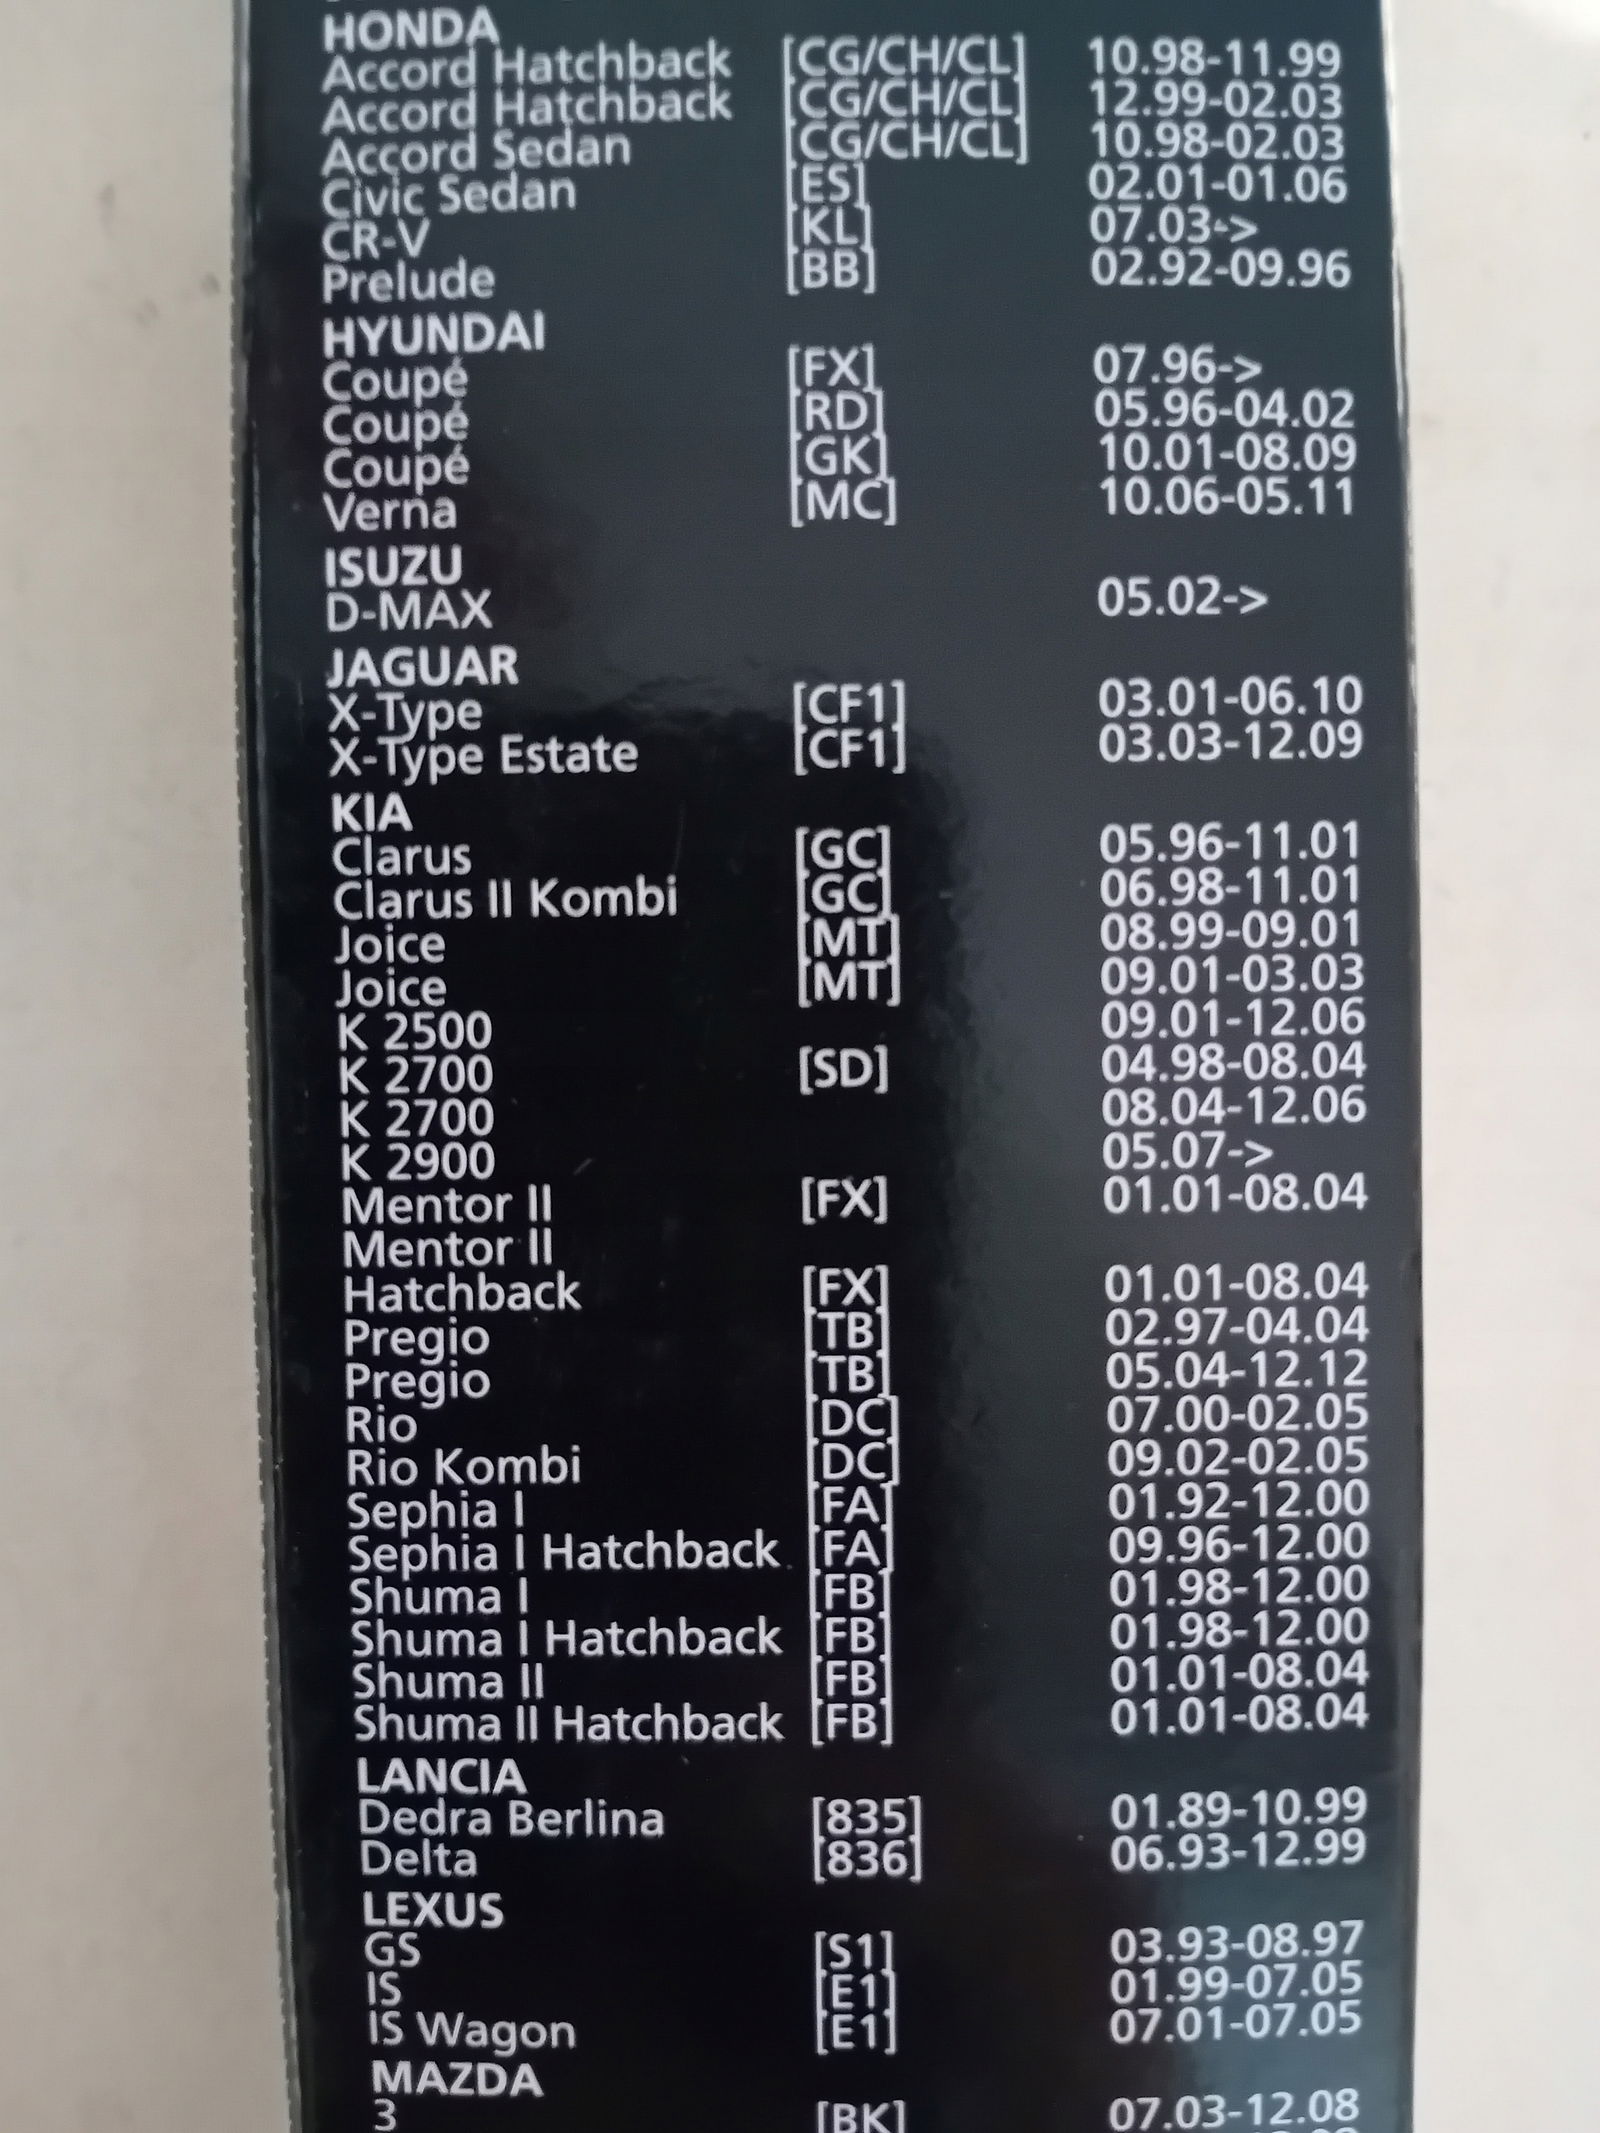 HONDA
Accord Hatchback [CG/CH/CL] 10.98-11.99
Accord Hatchback [CG/CH/CL] 12.99-02.03
Accord Sedan [CG/CH/CL] 10.98-02.03
Civic Sedan [ES] 02.01-01.06
CR-V [KL] 07.03->
Prelude [BB] 02.92-09.96
HYUNDAI
Coupé [FX] 07.96->
Coupé [RD] 05.96-04.02
Coupé [GK] 10.01-08.09
Verna [MC] 10.06-05.11
ISUZU
D-MAX 05.02->
JAGUAR
X-Type [CF1] 03.01-06.10
X-Type Estate [CF1] 03.03-12.09
KIA
Clarus [GC] 05.96-11.01
Clarus II Kombi [GC] 06.98-11.01
Joice [MT] 08.99-09.01
Joice [MT] 09.01-03.03
K 2500 09.01-12.06
K 2700 [SD] 04.98-08.04
K 2700 08.04-12.06
K 2900 05.07->
Mentor II [FX] 01.01-08.04
Mentor II
Hatchback [FX] 01.01-08.04
Pregio [TB] 02.97-04.04
Pregio [TB] 05.04-12.12
Rio [DC] 07.00-02.05
Rio Kombi [DC] 09.02-02.05
Sephia I [FA] 01.92-12.00
Sephia I Hatchback [FA] 09.96-12.00
Shuma I [FB] 01.98-12.00
Shuma I Hatchback [FB] 01.98-12.00
Shuma II [FB] 01.01-08.04
Shuma II Hatchback [FB] 01.01-08.04
LANCIA
Dedra Berlina [835] 01.89-10.99
Delta [836] 06.93-12.99
LEXUS
GS [S1] 03.93-08.97
IS [E1] 01.99-07.05
IS Wagon [E1] 07.01-07.05
MAZDA
3 [BK] 07.03-12.08